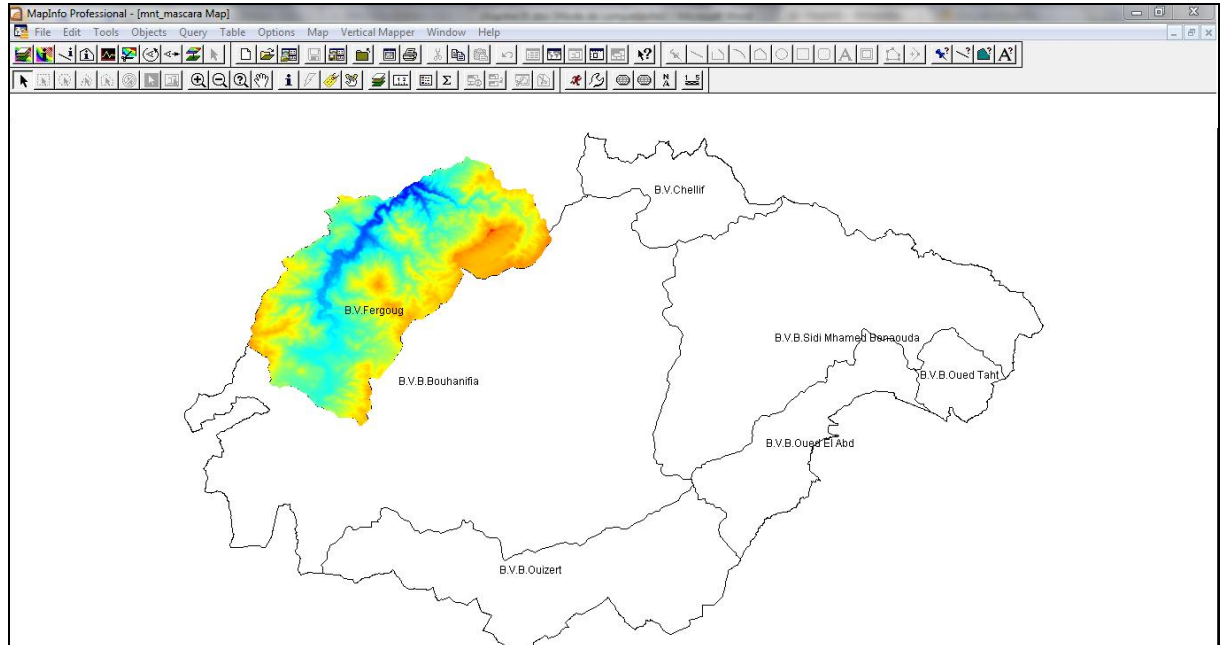 MapInfo Professional - [mnt_mascara Map]
File Edit Tools Objects Query Table Options Map Vertical Mapper Window Help
B.V.Chellif
B.V.Fergoug
B.V.B.Sidi Mhamed Benaouda
B.V.B.Oued Taht
B.V.B.Bouhanifia
B.V.B.Oued El Abd
B.V.B.Ouizert